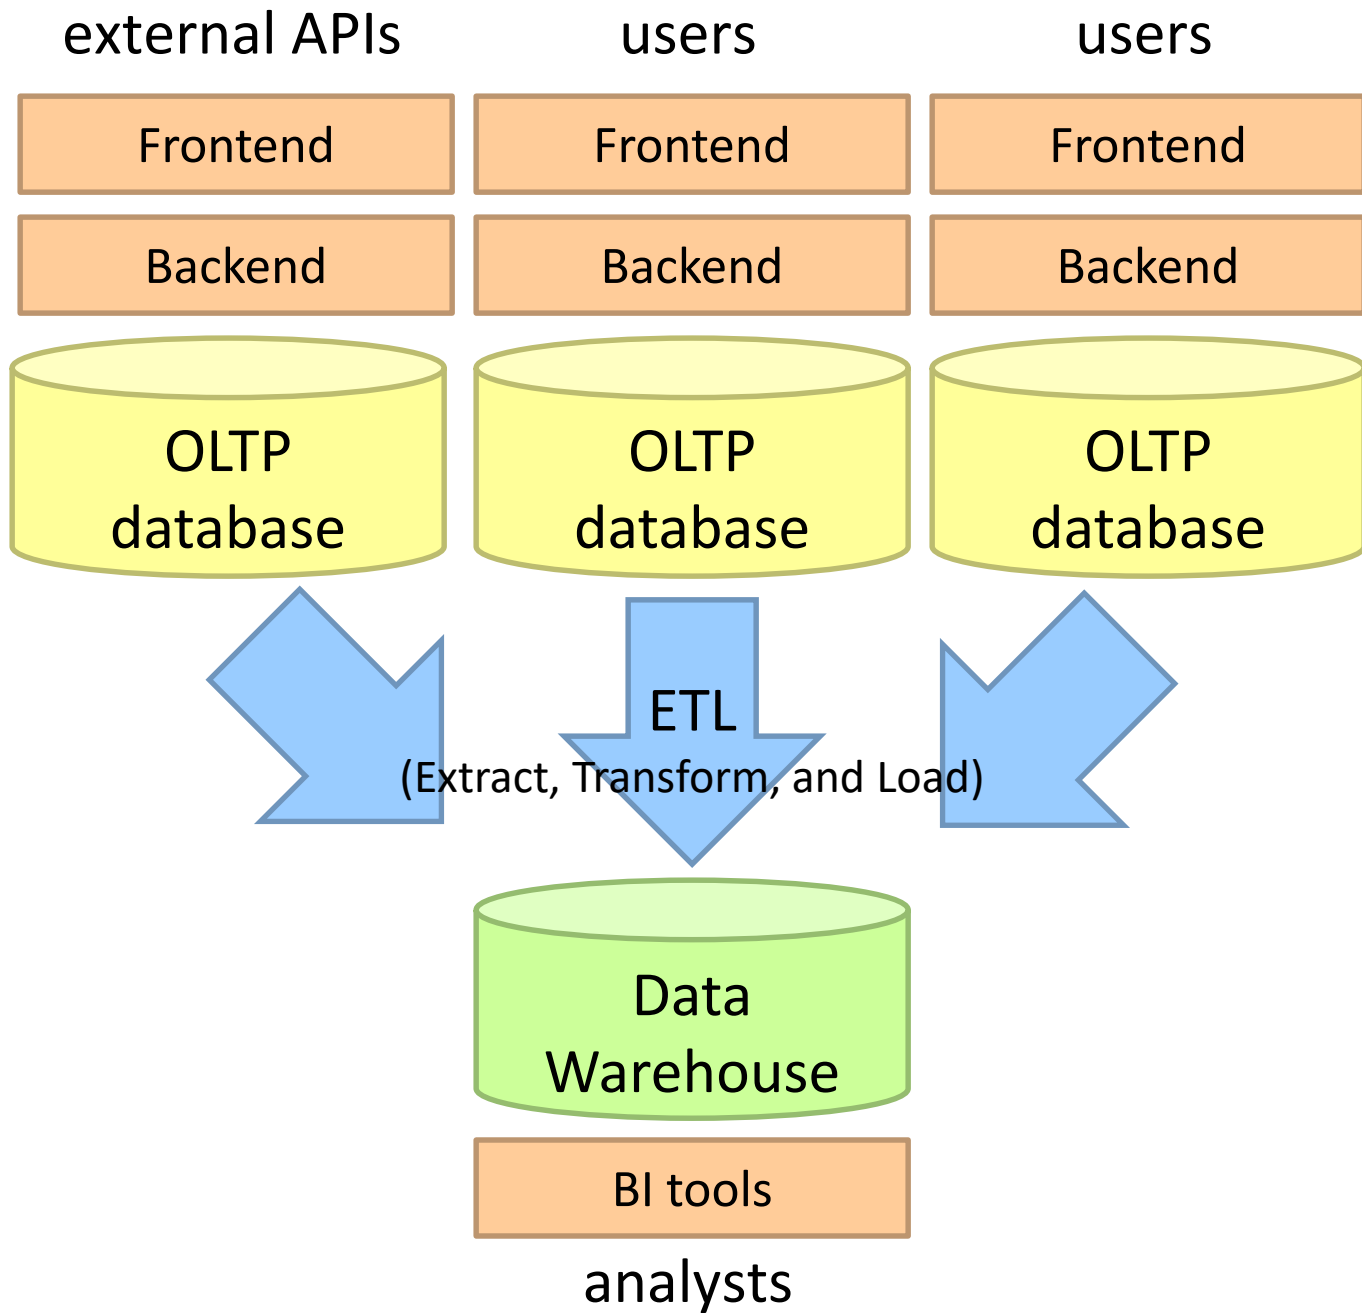 external APIs
users
users
Frontend
Frontend
Frontend
Backend
Backend
Backend
OLTP
database
OLTP
database
OLTP
database
ETL
(Extract, Transform, and Load)
Data
Warehouse
BI tools
analysts